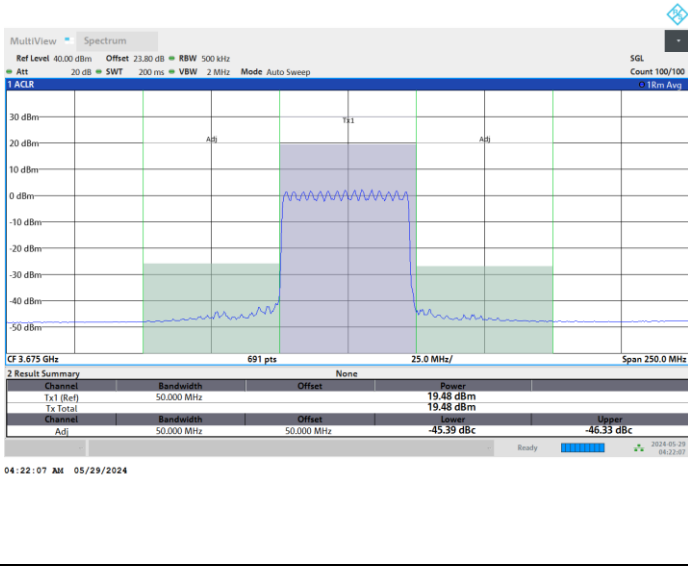 MultiView Spectrum
Ref Level 40.00 dBm Offset 23.80 dB RBW 500 kHz SGL
Att 20 dB SWT 200 ms VBW 2 MHz Mode Auto Sweep Count 100/100
1 ACLR 1Rm Avg
30 dBm
Tx1
20 dBm
Adj Adj
10 dBm
0 dBm
-10 dBm
-20 dBm
-30 dBm
-40 dBm
-50 dBm
CF 3.675 GHz 691 pts 25.0 MHz/ Span 250.0 MHz
2 Result Summary None
Channel Bandwidth Offset Power
Tx1 (Ref) 50.000 MHz 19.48 dBm
Tx Total 19.48 dBm
Channel Bandwidth Offset Lower Upper
Adj 50.000 MHz 50.000 MHz -45.39 dBc -46.33 dBc
Ready 2024-05-29
04:22:07
04:22:07 AM 05/29/2024